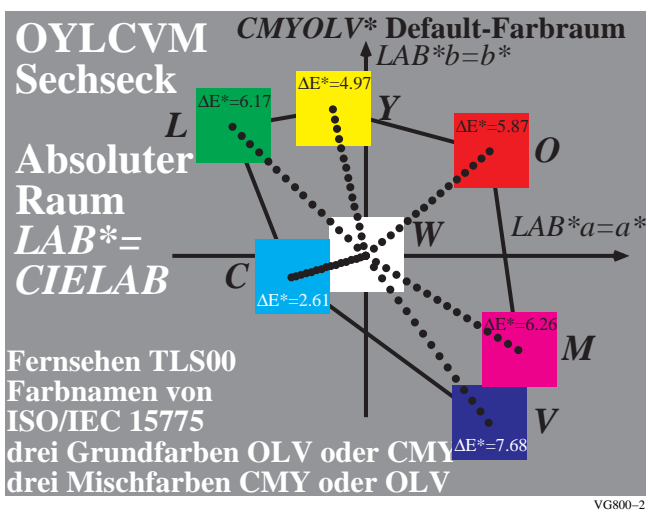 OYLCVM
Sechseck
CMYOLV* Default-Farbraum
LAB*b=b*
ΔE*=6.17
ΔE*=4.97
L
Y
ΔE*=5.87
O
Absoluter
Raum
LAB*=
CIELAB
W
LAB*a=a*
C
ΔE*=2.61
ΔE*=6.26
M
Fernsehen TLS00
Farbnamen von
ISO/IEC 15775
drei Grundfarben OLV oder CMY
drei Mischfarben CMY oder OLV
V
ΔE*=7.68
VG800–2